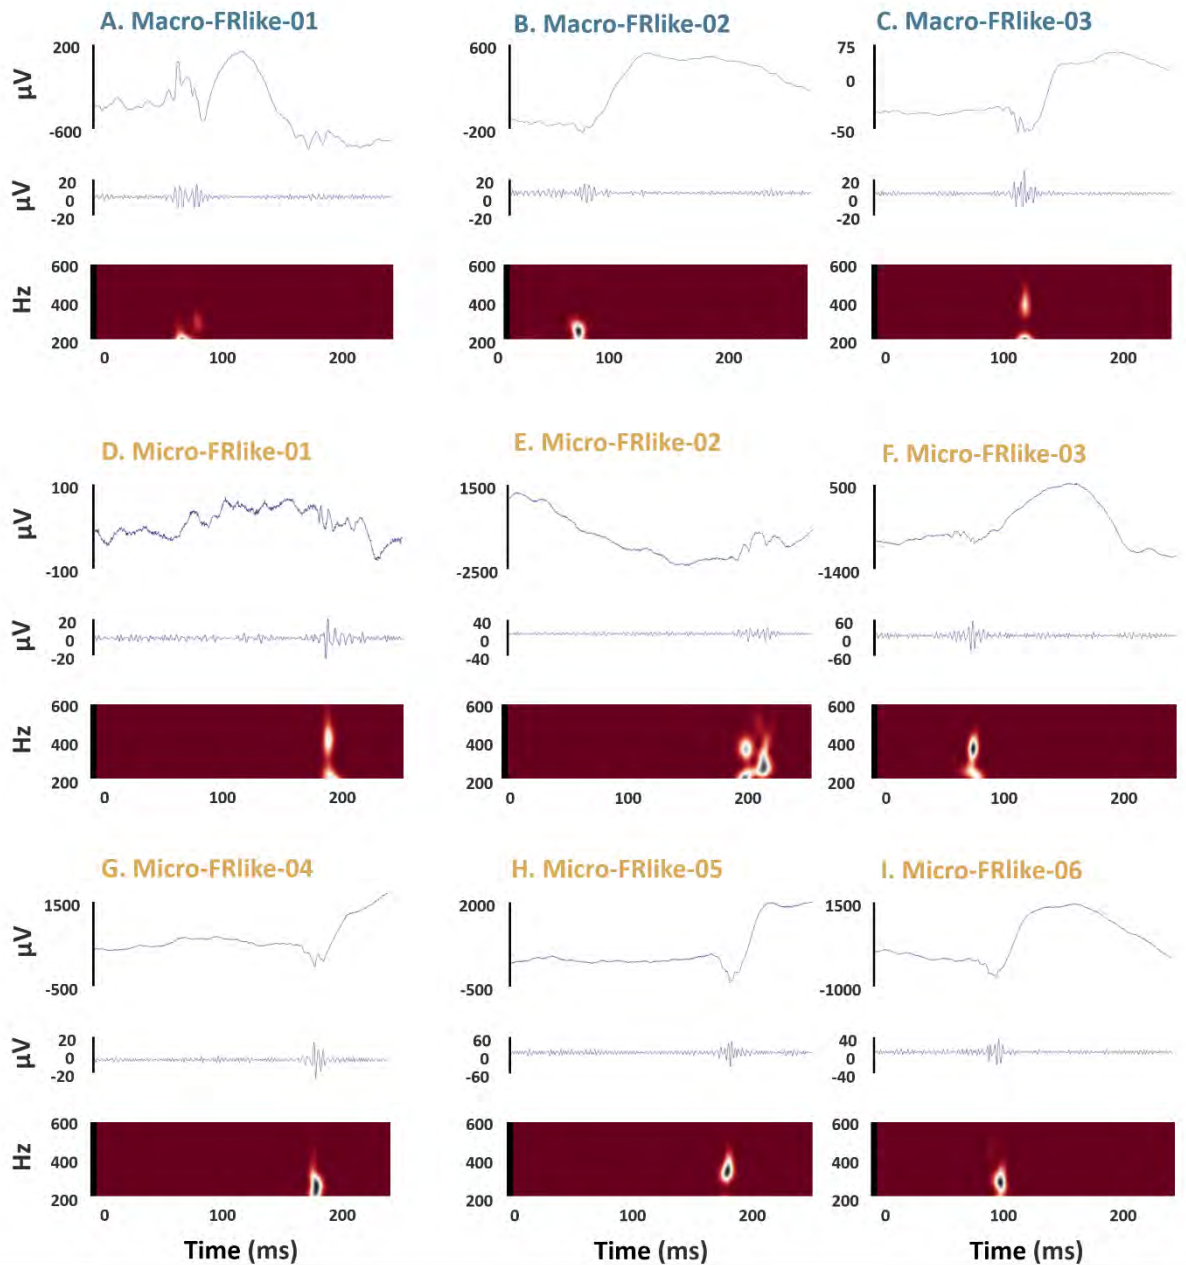 A. Macro-FRlike-01
B. Macro-FRlike-02
C. Macro-FRlike-03
µV
200
-600
600
-200
75
0
-50
µV
20
0
-20
20
0
-20
20
0
-20
Hz
600
400
200
600
400
200
600
400
200
0 100 200
0 100 200
0 100 200
D. Micro-FRlike-01
E. Micro-FRlike-02
F. Micro-FRlike-03
µV
100
-100
1500
-2500
500
-1400
µV
20
0
-20
40
0
-40
60
0
-60
Hz
600
400
200
600
400
200
600
400
200
0 100 200
0 100 200
0 100 200
G. Micro-FRlike-04
H. Micro-FRlike-05
I. Micro-FRlike-06
µV
1500
-500
2000
-500
1500
-1000
µV
20
0
-20
60
0
-60
40
0
-40
Hz
600
400
200
600
400
200
600
400
200
0 100 200
0 100 200
0 100 200
Time (ms)
Time (ms)
Time (ms)